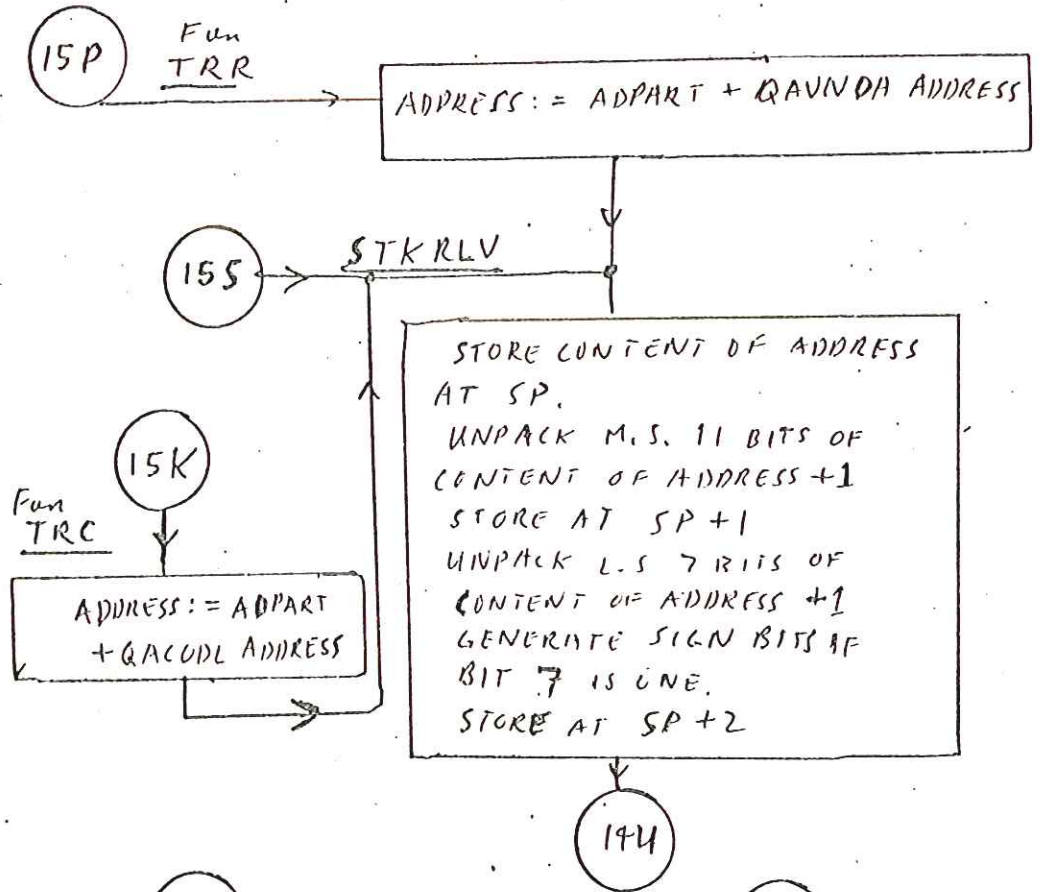 15P
Fun
TRR
ADDRESS:= ADPART + QAVNDA ADDRESS
15S
STKRLV
15K
Fun
TRC
ADDRESS:= ADPART
+ QACODL ADDRESS
STORE CONTENT OF ADDRESS
AT SP.
UNPACK M.S. 11 BITS OF
CONTENT OF ADDRESS +1
STORE AT SP +1
UNPACK L.S 7 BITS OF
CONTENT OF ADDRESS +1
GENERATE SIGN BITS IF
BIT 7 IS ONE.
STORE AT SP +2
14U